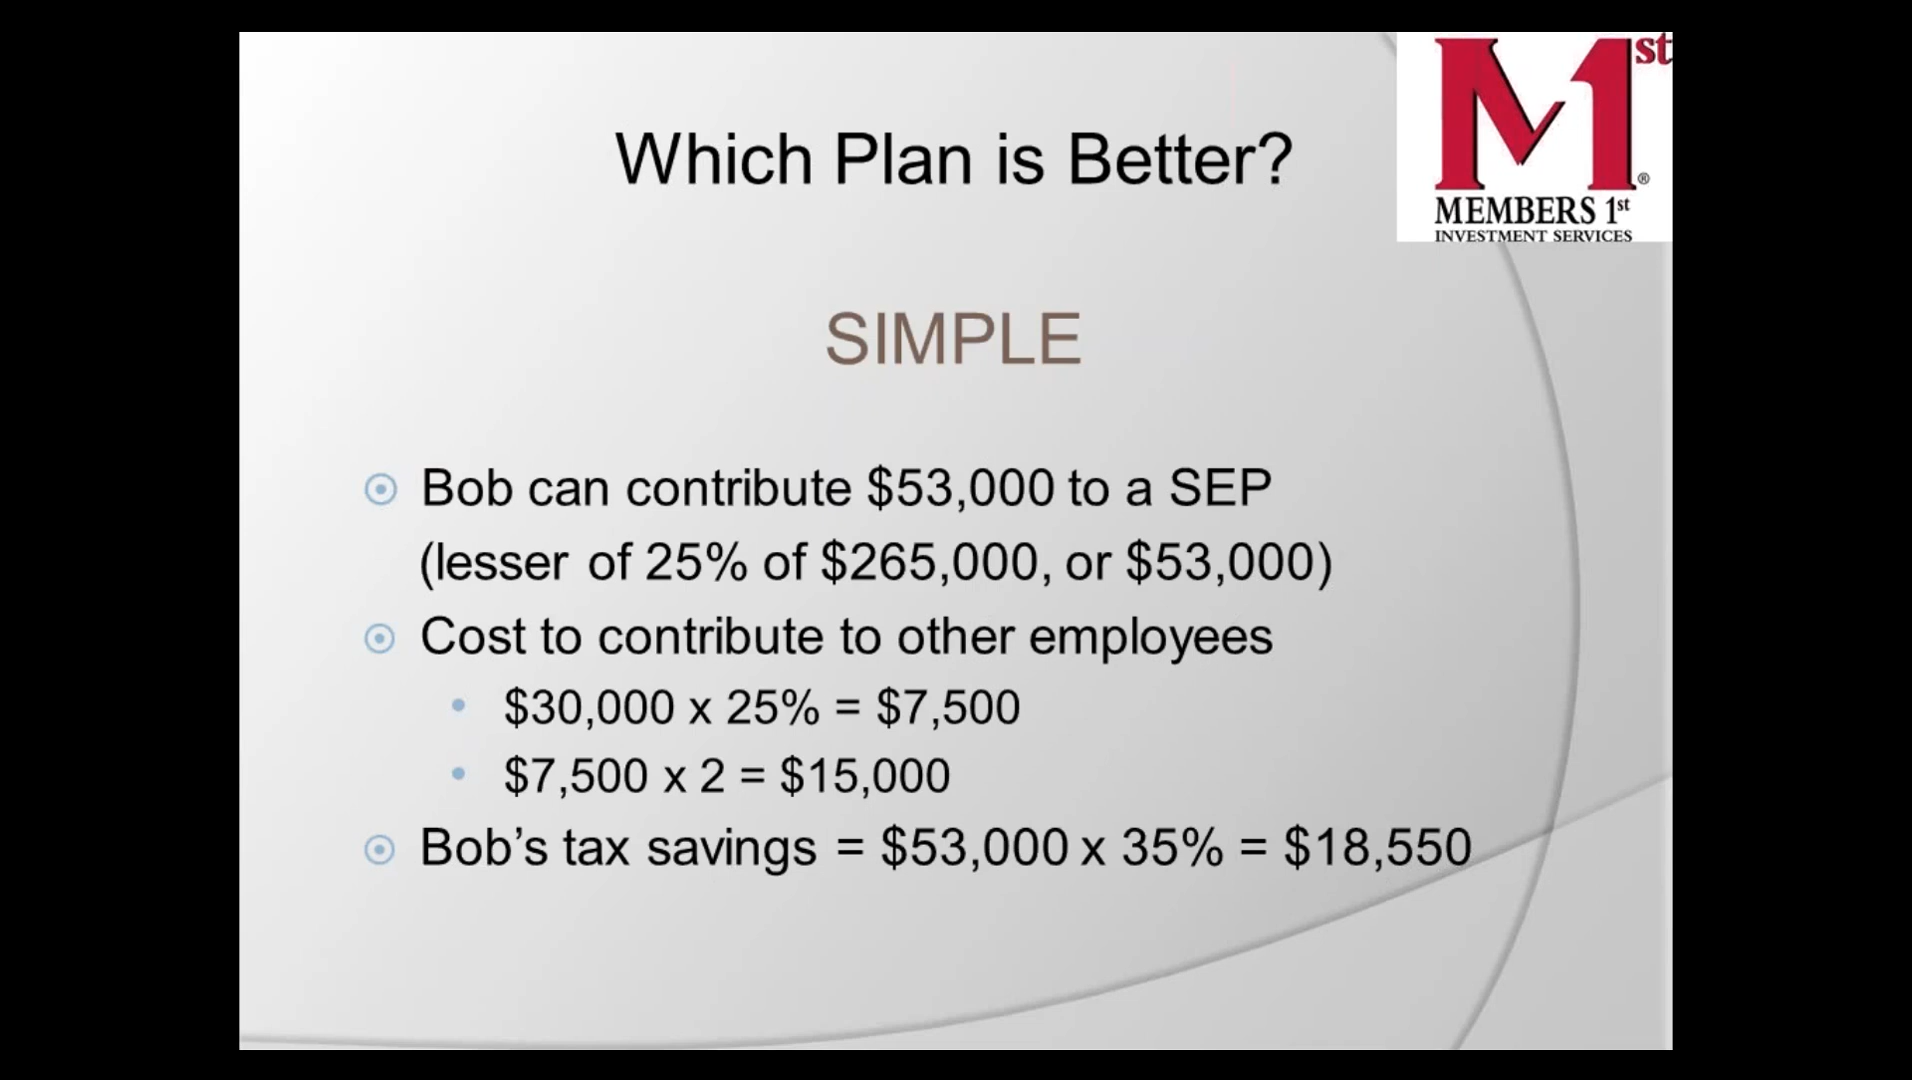 M1st®
MEMBERS 1st
INVESTMENT SERVICES
Which Plan is Better?
SIMPLE
Bob can contribute $53,000 to a SEP
(lesser of 25% of $265,000, or $53,000)
Cost to contribute to other employees
$30,000 x 25% = $7,500
$7,500 x 2 = $15,000
Bob’s tax savings = $53,000 x 35% = $18,550